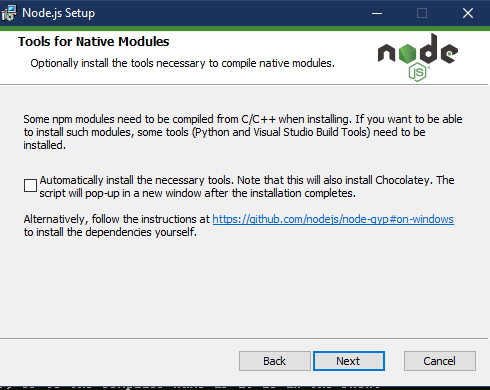 Node.js Setup
Tools for Native Modules
Optionally install the tools necessary to compile native modules.
node
JS
Some npm modules need to be compiled from C/C++ when installing. If you want to be able
to install such modules, some tools (Python and Visual Studio Build Tools) need to be
installed.
Automatically install the necessary tools. Note that this will also install Chocolatey. The
script will pop-up in a new window after the installation completes.
Alternatively, follow the instructions at https://github.com/nodejs/node-gyp#on-windows
to install the dependencies yourself.
Back
Next
Cancel